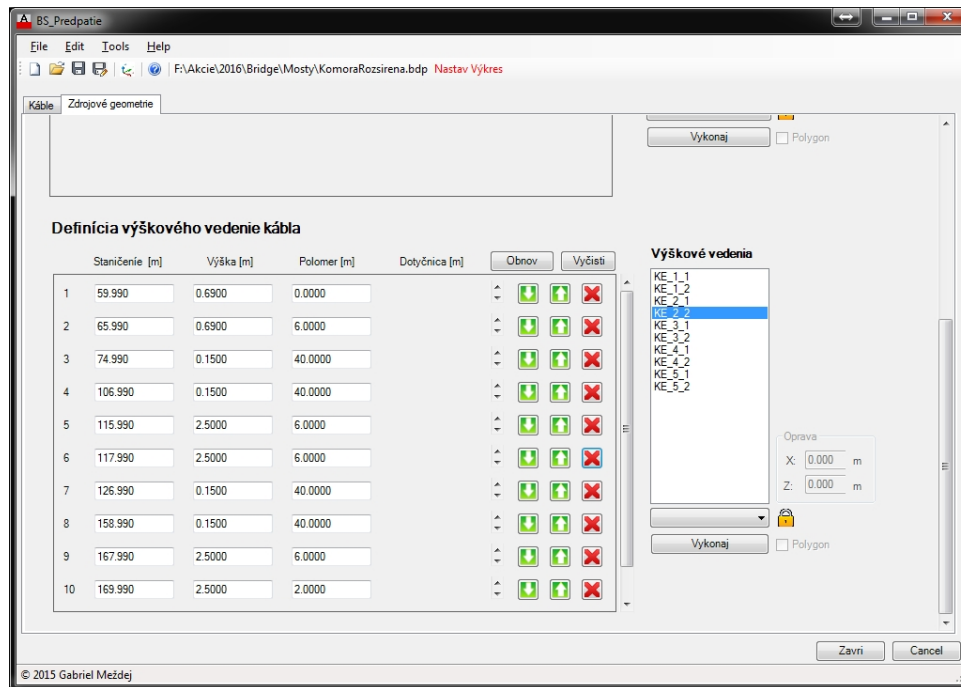 BS_Predpatie
File Edit Tools Help
F:\Akcie\2016\Bridge\Mosty\KomoraRozsirena.bdp Nastav Výkres
Káble Zdrojové geometrie
Vykonaj Polygon
Definícia výškového vedenie kábla
Staničenie [m] Výška [m] Polomer [m] Dotyčnica [m] Obnov Vyčisti
1 59.990 0.6900 0.0000
2 65.990 0.6900 6.0000
3 74.990 0.1500 40.0000
4 106.990 0.1500 40.0000
5 115.990 2.5000 6.0000
6 117.990 2.5000 6.0000
7 126.990 0.1500 40.0000
8 158.990 0.1500 40.0000
9 167.990 2.5000 6.0000
10 169.990 2.5000 2.0000
Výškové vedenia
KE_1_1
KE_1_2
KE_2_1
KE_2_2
KE_3_1
KE_3_2
KE_4_1
KE_4_2
KE_5_1
KE_5_2
Oprava
X: 0.000 m
Z: 0.000 m
Vykonaj Polygon
Zavri Cancel
© 2015 Gabriel Meždej